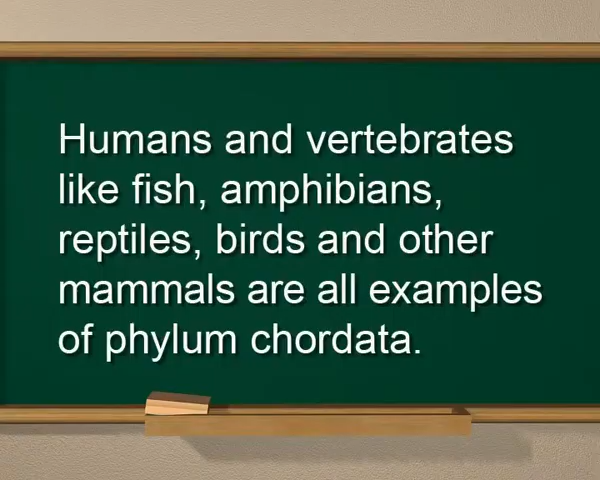 Humans and vertebrates
like fish, amphibians,
reptiles, birds and other
mammals are all examples
of phylum chordata.